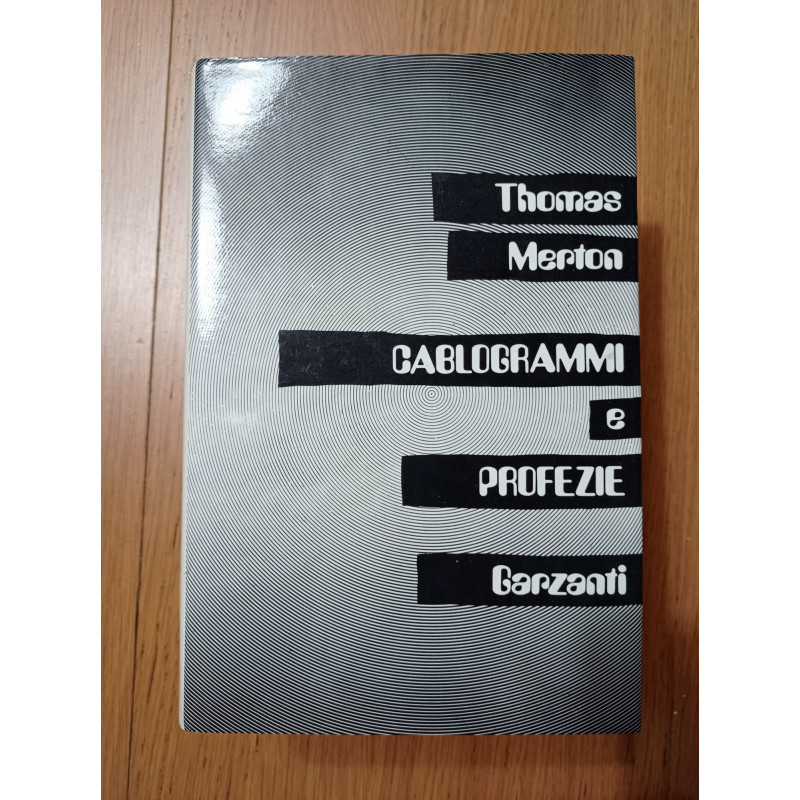 Thomas
Merton
CABLOGRAMMI
e
PROFEZIE
Garzanti